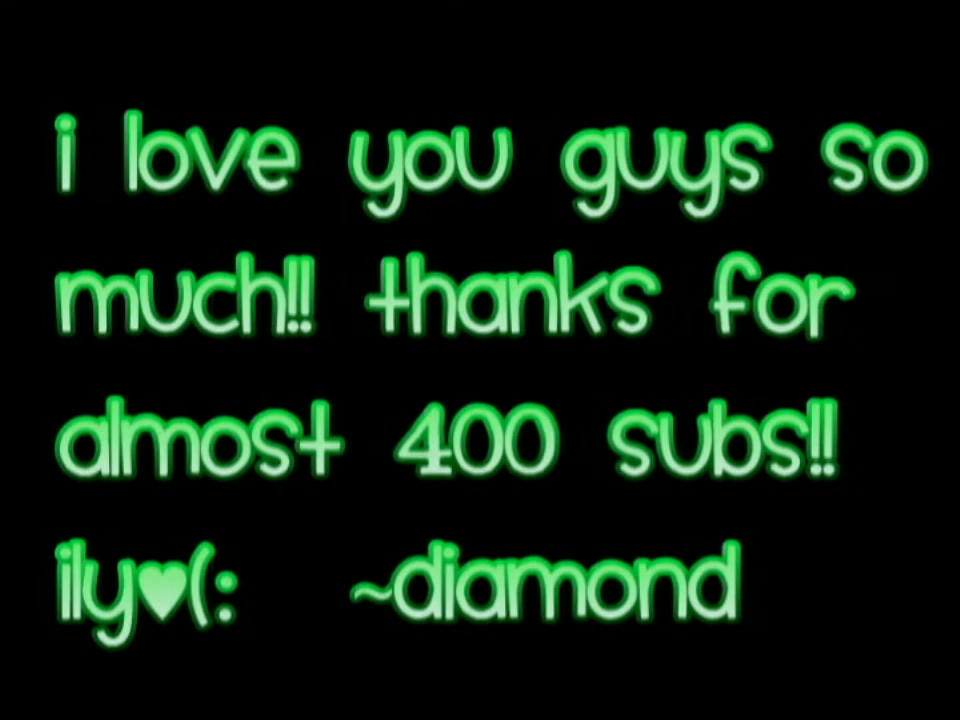 i love you guys so
much!! thanks for
almost 400 subs!!
ily♥(: ~diamond